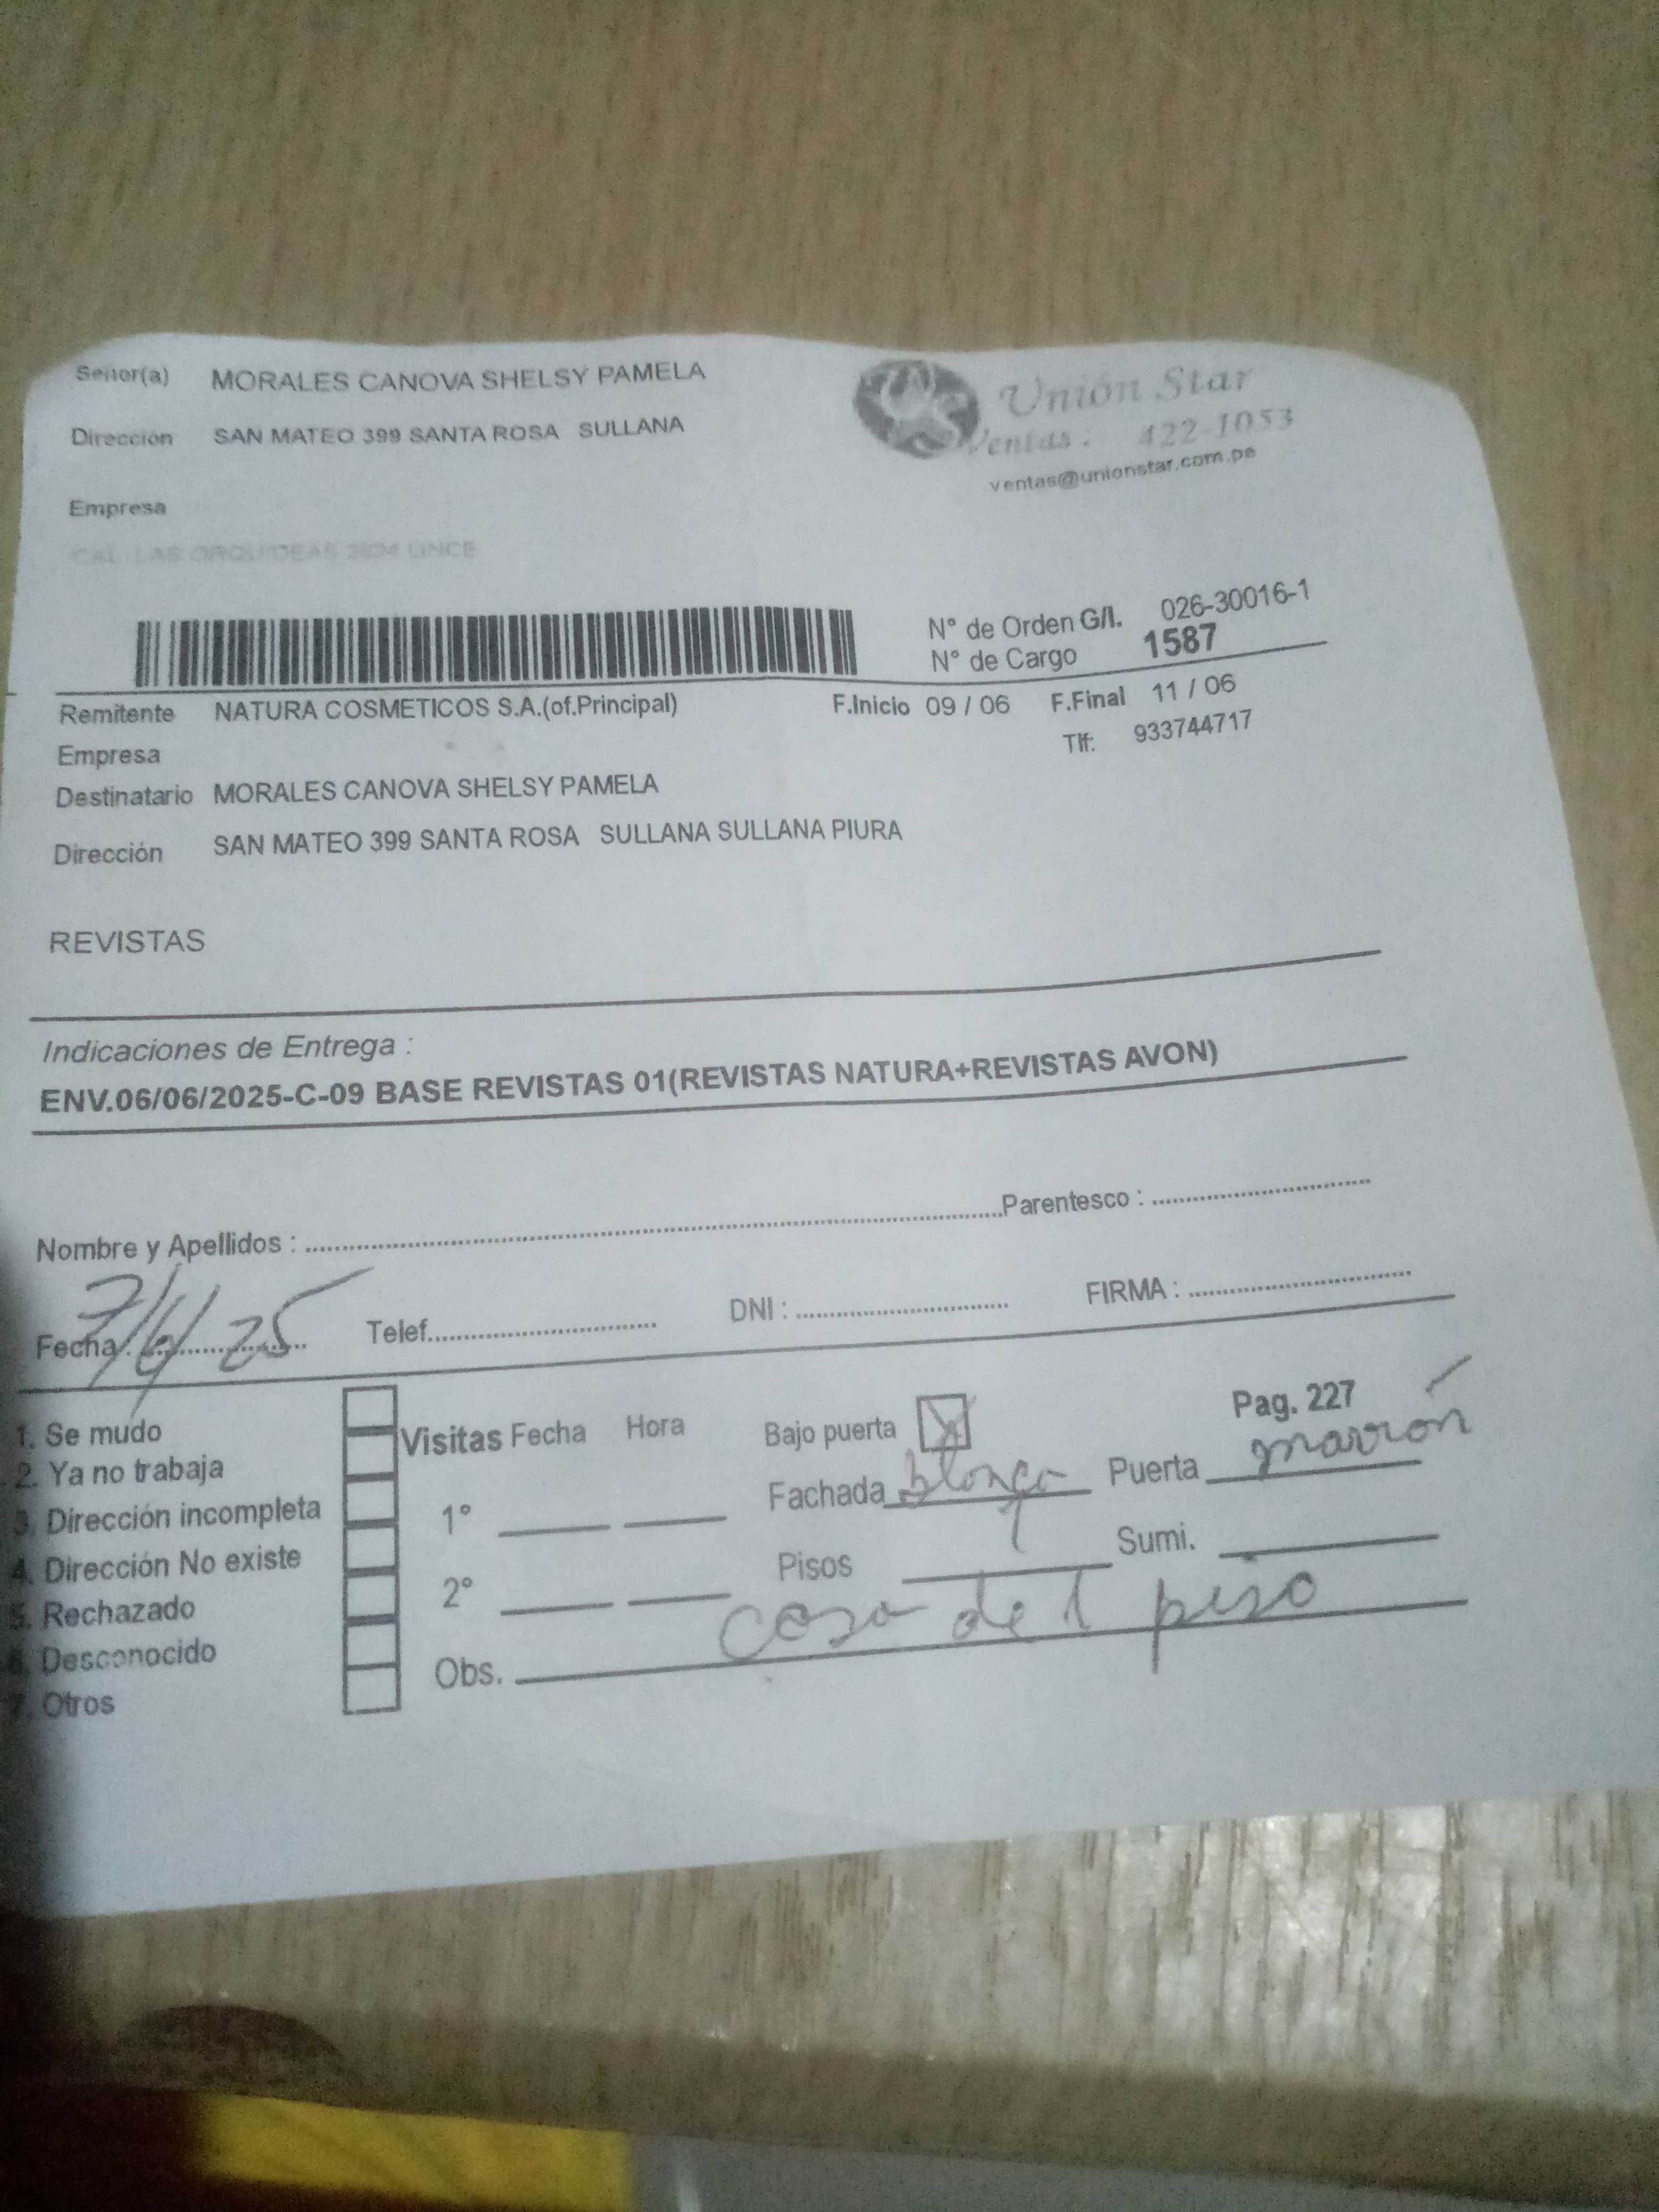 Señor(a) MORALES CANOVA SHELSY PAMELA
Dirección SAN MATEO 399 SANTA ROSA SULLANA
Unión Star
Ventas : 422-1053
ventas@unionstar.com.pe
Empresa
CAL. LAS ORQUIDEAS 2624 LINCE
N° de Orden G/I. 026-30016-1
N° de Cargo 1587
Remitente NATURA COSMETICOS S.A.(of.Principal) F.Inicio 09 / 06 F.Final 11 / 06
Empresa Tlf: 933744717
Destinatario MORALES CANOVA SHELSY PAMELA
Dirección SAN MATEO 399 SANTA ROSA SULLANA SULLANA PIURA
REVISTAS
Indicaciones de Entrega :
ENV.06/06/2025-C-09 BASE REVISTAS 01(REVISTAS NATURA+REVISTAS AVON)
Nombre y Apellidos : Parentesco :
Fecha : 7/6/25 Telef. DNI : FIRMA :
1. Se mudo
2. Ya no trabaja
3. Dirección incompleta
4. Dirección No existe
5. Rechazado
6. Desconocido
7. Otros
Visitas Fecha Hora
1°
2°
Bajo puerta X Pag. 227
Fachada blanca Puerta marrón
Pisos 1 Sumi.
Obs. casa de 1 piso